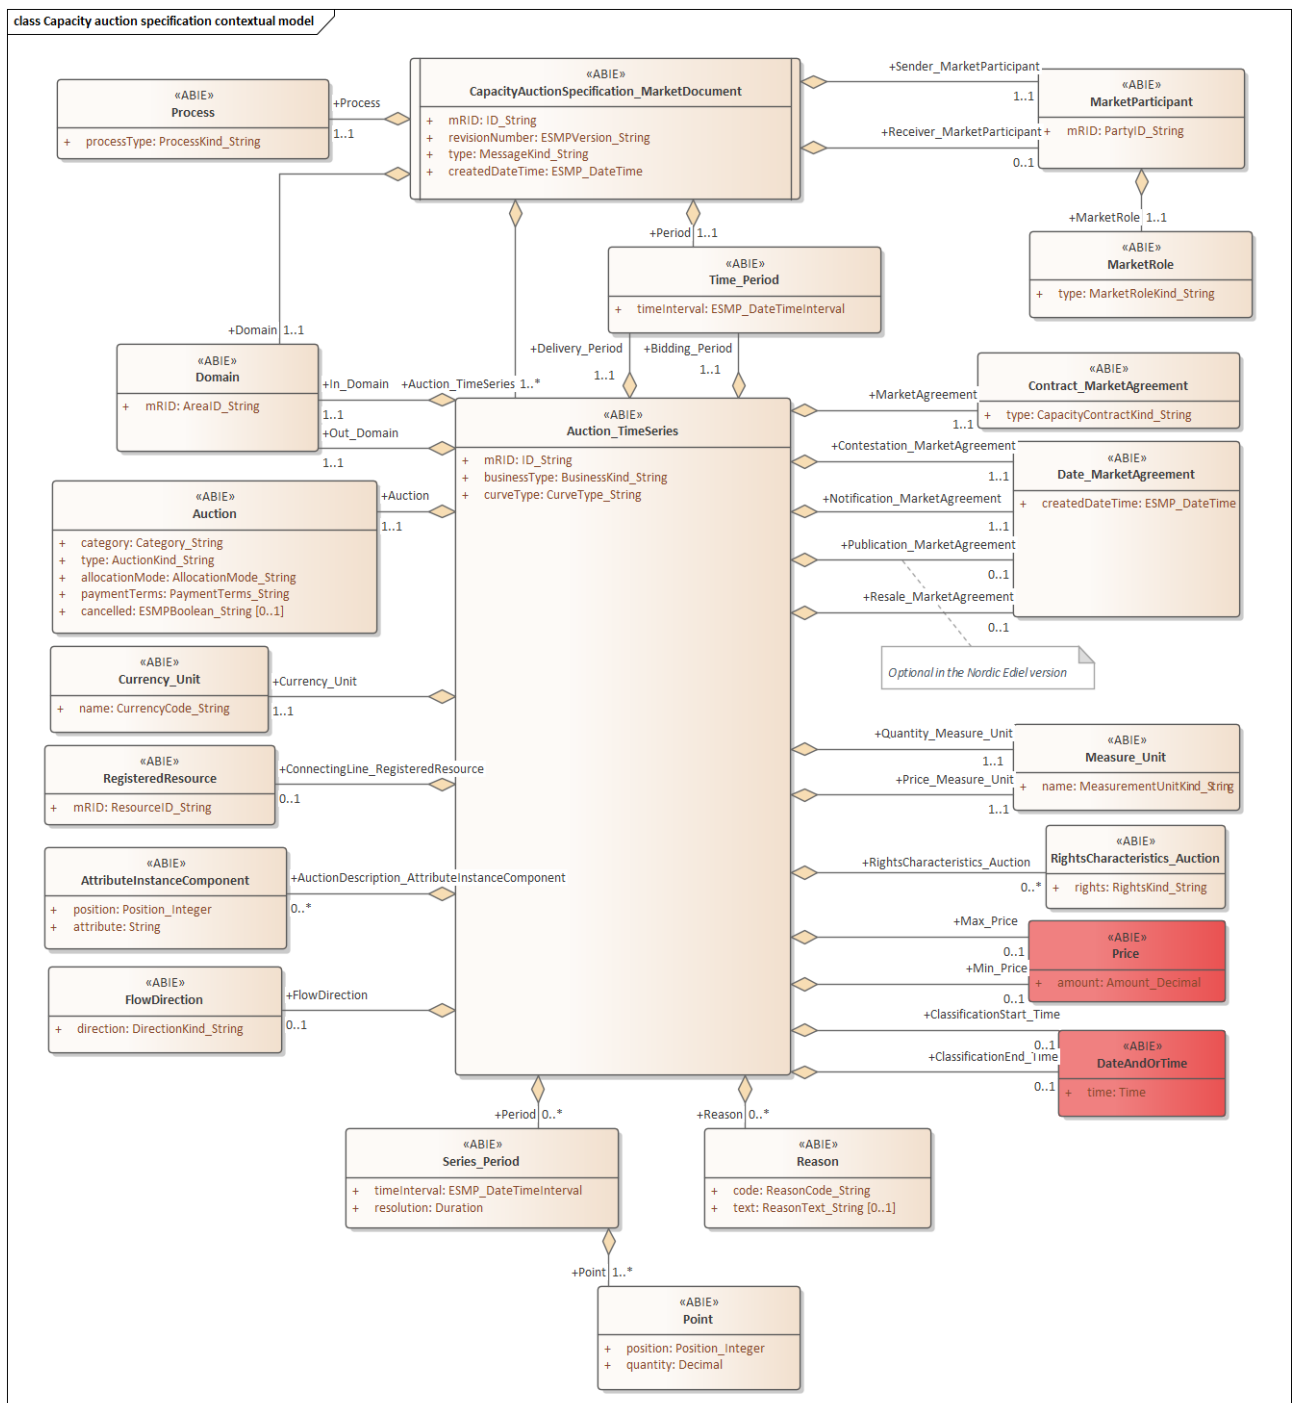 class Capacity auction specification contextual model
«ABIE»
CapacityAuctionSpecification_MarketDocument
+ mRID: ID_String
+ revisionNumber: ESMPVersion_String
+ type: MessageKind_String
+ createdDateTime: ESMP_DateTime
«ABIE»
Process
+ processType: ProcessKind_String
+Process
1..1
+Sender_MarketParticipant
1..1
+Receiver_MarketParticipant
0..1
«ABIE»
MarketParticipant
+ mRID: PartyID_String
+MarketRole 1..1
«ABIE»
MarketRole
+ type: MarketRoleKind_String
+Period 1..1
«ABIE»
Time_Period
+ timeInterval: ESMP_DateTimeInterval
+Delivery_Period
1..1
+Bidding_Period
1..1
+Domain 1..1
«ABIE»
Domain
+ mRID: AreaID_String
+In_Domain
1..1
+Out_Domain
1..1
+Auction_TimeSeries 1..*
«ABIE»
Auction_TimeSeries
+ mRID: ID_String
+ businessType: BusinessKind_String
+ curveType: CurveType_String
+MarketAgreement
1..1
«ABIE»
Contract_MarketAgreement
+ type: CapacityContractKind_String
+Contestation_MarketAgreement
1..1
+Notification_MarketAgreement
1..1
+Publication_MarketAgreement
0..1
+Resale_MarketAgreement
0..1
«ABIE»
Date_MarketAgreement
+ createdDateTime: ESMP_DateTime
Optional in the Nordic Ediel version
«ABIE»
Auction
+ category: Category_String
+ type: AuctionKind_String
+ allocationMode: AllocationMode_String
+ paymentTerms: PaymentTerms_String
+ cancelled: ESMPBoolean_String [0..1]
+Auction
1..1
«ABIE»
Currency_Unit
+ name: CurrencyCode_String
+Currency_Unit
1..1
«ABIE»
RegisteredResource
+ mRID: ResourceID_String
+ConnectingLine_RegisteredResource
0..1
«ABIE»
AttributeInstanceComponent
+ position: Position_Integer
+ attribute: String
+AuctionDescription_AttributeInstanceComponent
0..*
«ABIE»
FlowDirection
+ direction: DirectionKind_String
+FlowDirection
0..1
+Quantity_Measure_Unit
1..1
+Price_Measure_Unit
1..1
«ABIE»
Measure_Unit
+ name: MeasurementUnitKind_String
+RightsCharacteristics_Auction
0..*
«ABIE»
RightsCharacteristics_Auction
+ rights: RightsKind_String
+Max_Price
0..1
+Min_Price
0..1
«ABIE»
Price
+ amount: Amount_Decimal
+ClassificationStart_Time
0..1
+ClassificationEnd_Time
0..1
«ABIE»
DateAndOrTime
+ time: Time
+Period 0..*
«ABIE»
Series_Period
+ timeInterval: ESMP_DateTimeInterval
+ resolution: Duration
+Reason 0..*
«ABIE»
Reason
+ code: ReasonCode_String
+ text: ReasonText_String [0..1]
+Point 1..*
«ABIE»
Point
+ position: Position_Integer
+ quantity: Decimal